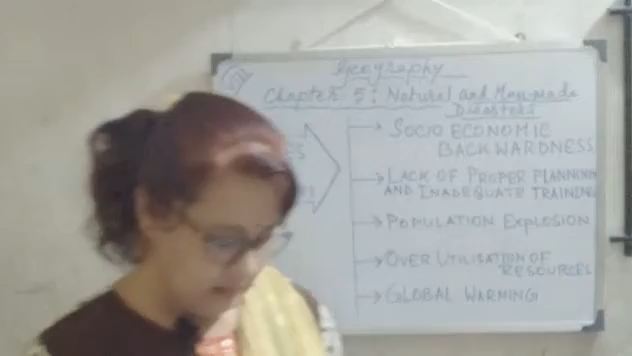 Geography
Chapter 5: Natural and Man-made
Disasters
SOCIO ECONOMIC
BACKWARDNESS
LACK OF PROPER PLANNING
AND INADEQUATE TRAINING
POPULATION EXPLOSION
OVER UTILISATION OF
RESOURCES
GLOBAL WARMING